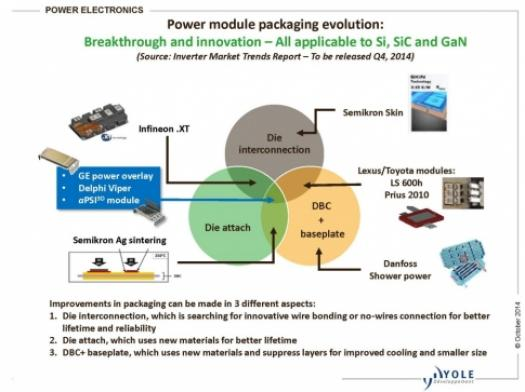 POWER ELECTRONICS
Power module packaging evolution:
Breakthrough and innovation – All applicable to Si, SiC and GaN
(Source: Inverter Market Trends Report – To be released Q4, 2014)
Semikron Skin
Infineon .XT
Die
interconnection
• GE power overlay
• Delphi Viper
• αPSI3D module
Lexus/Toyota modules:
LS 600h
Prius 2010
Die attach
DBC
+
baseplate
Semikron Ag sintering
Danfoss
Shower power
Improvements in packaging can be made in 3 different aspects:
1. Die interconnection, which is searching for innovative wire bonding or no-wires connection for better
lifetime and reliability
2. Die attach, which uses new materials for better lifetime
3. DBC+ baseplate, which uses new materials and suppress layers for improved cooling and smaller size
© October 2014
YOLE
Développement